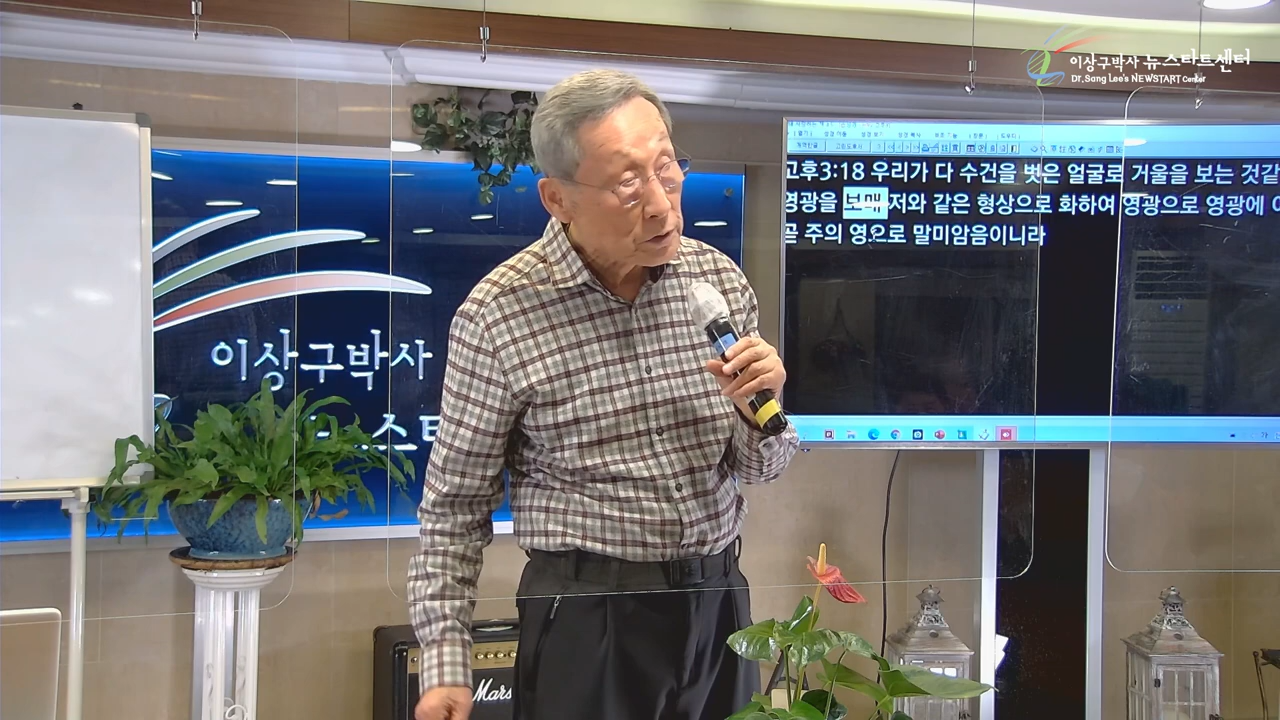 이상구박사 뉴스타트센터
Dr. Sang Lee's NEWSTART Center
고후3:18 우리가 다 수건을 벗은 얼굴로 거울을 보는 것같
영광을 보매 저와 같은 형상으로 화하여 영광으로 영광에 이
곧 주의 영으로 말미암음이니라
이상구박사
스타
Mars